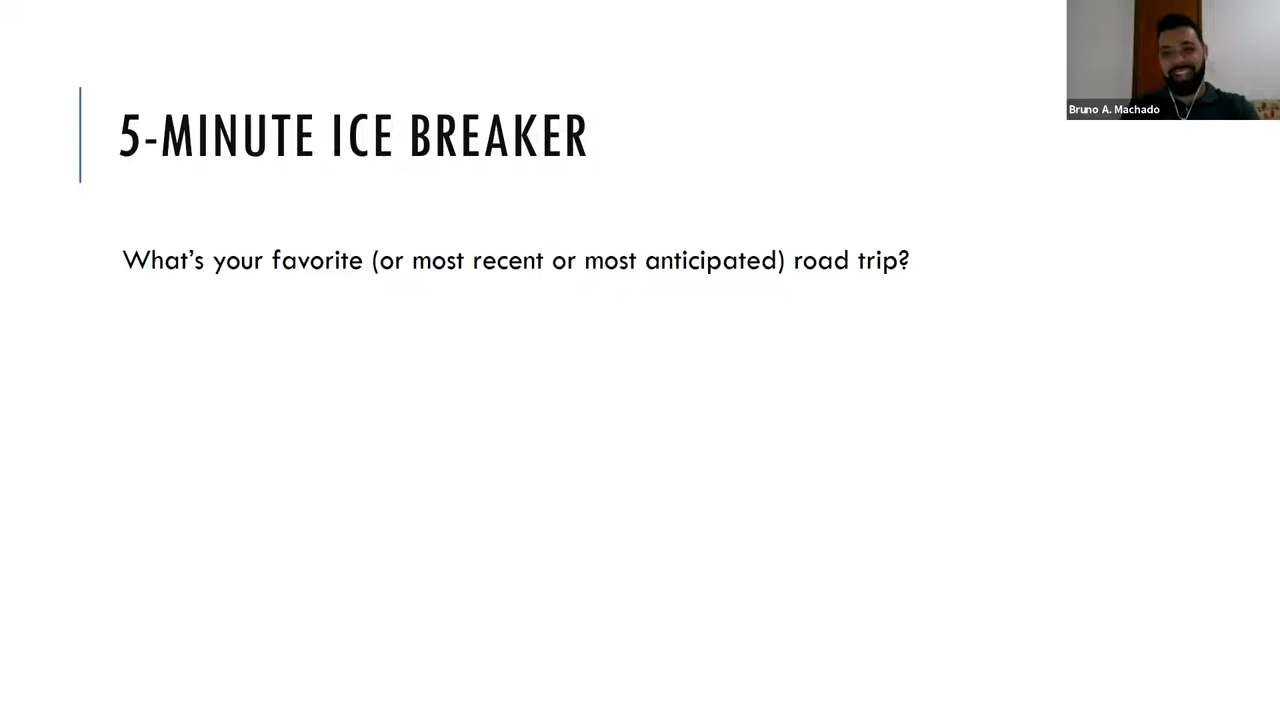 5-MINUTE ICE BREAKER
What's your favorite (or most recent or most anticipated) road trip?
Bruno A. Machado